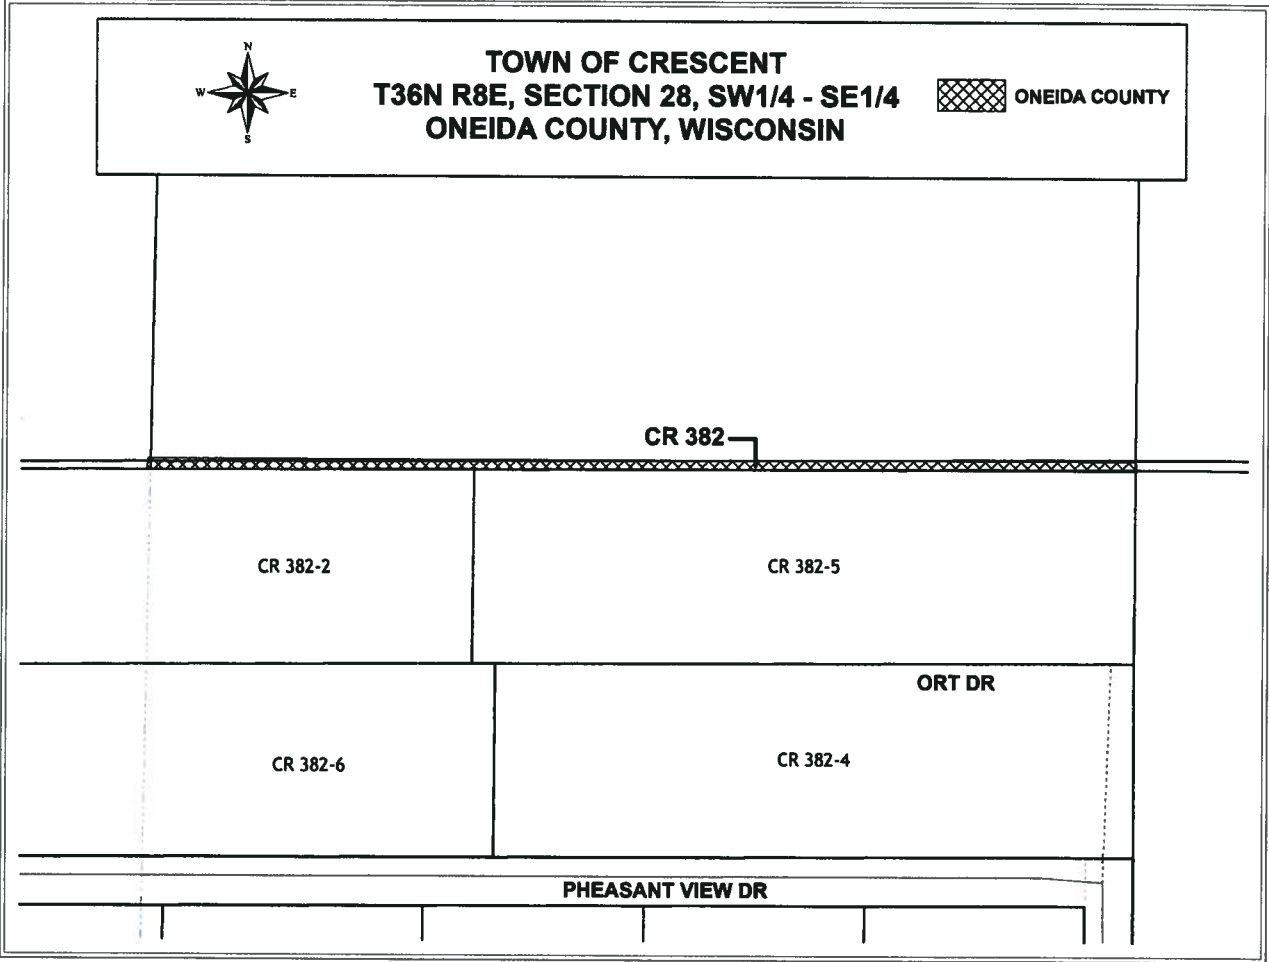 N
W E
S
TOWN OF CRESCENT
T36N R8E, SECTION 28, SW1/4 - SE1/4
ONEIDA COUNTY, WISCONSIN
ONEIDA COUNTY
CR 382
CR 382-2
CR 382-5
ORT DR
CR 382-6
CR 382-4
PHEASANT VIEW DR